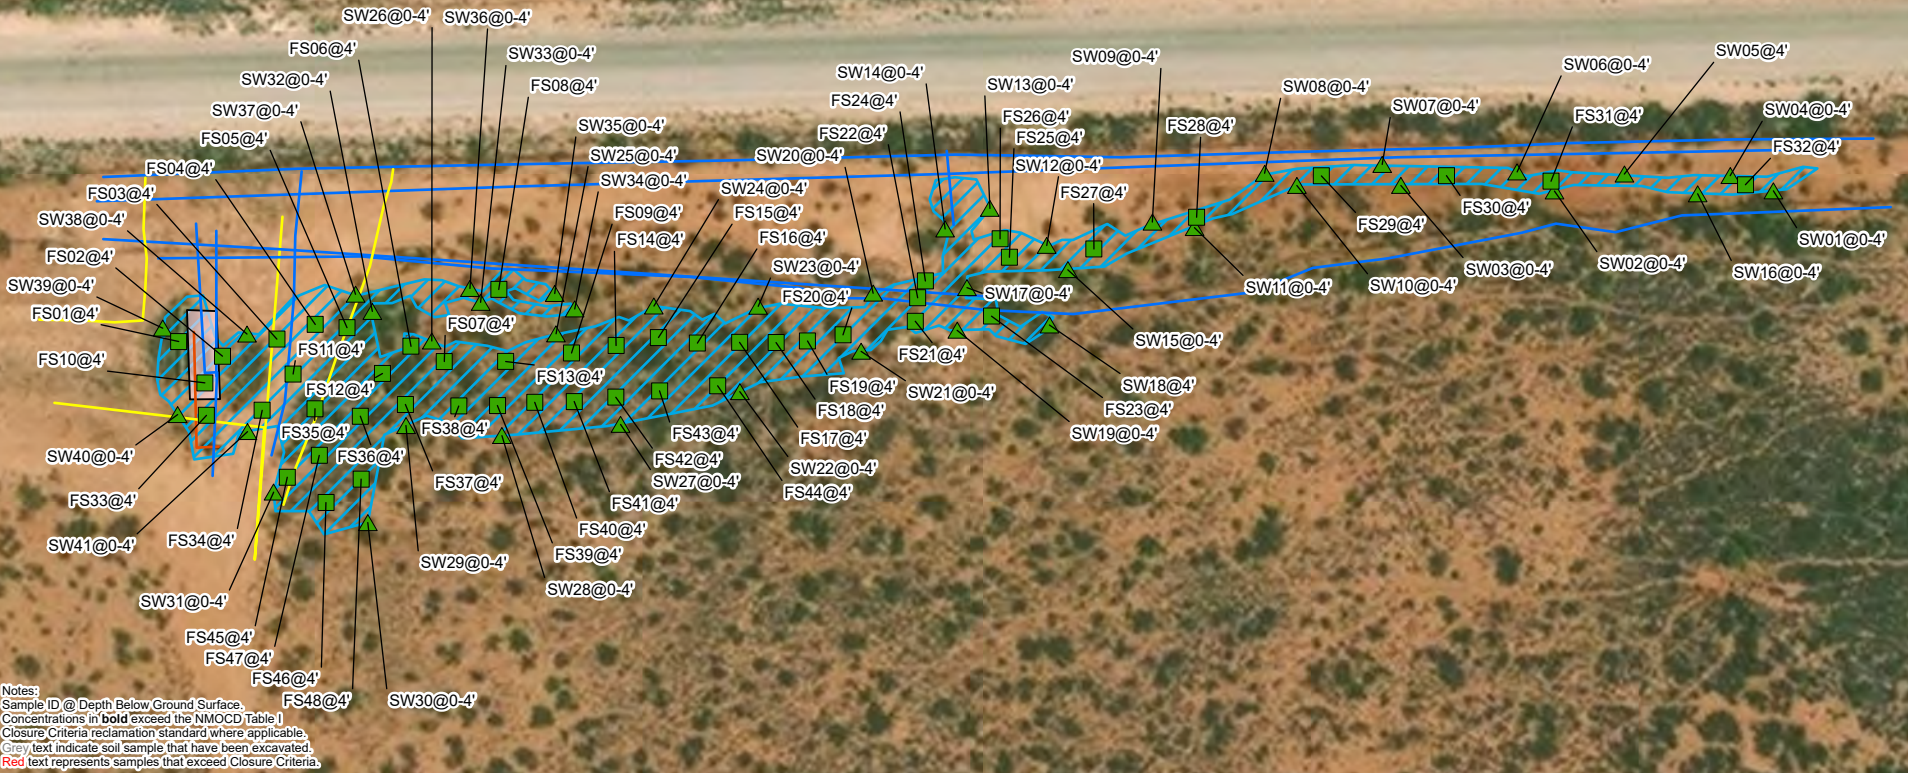 SW26@0-4'
SW36@0-4'
FS06@4'
SW33@0-4'
SW32@0-4'
FS08@4'
SW37@0-4'
FS05@4'
SW35@0-4'
FS04@4'
SW25@0-4'
FS03@4'
SW34@0-4'
SW38@0-4'
FS09@4'
FS02@4'
FS14@4'
SW39@0-4'
FS01@4'
FS10@4'
SW24@0-4'
FS15@4'
FS16@4'
SW23@0-4'
SW20@0-4'
FS22@4'
FS24@4'
SW14@0-4'
SW13@0-4'
FS26@4'
FS25@4'
SW12@0-4'
FS27@4'
SW09@0-4'
FS28@4'
SW08@0-4'
SW07@0-4'
SW06@0-4'
FS31@4'
SW05@4'
SW04@0-4'
FS32@4'
SW01@0-4'
SW16@0-4'
SW02@0-4'
FS30@4'
SW03@0-4'
FS29@4'
SW10@0-4'
SW11@0-4'
SW17@0-4'
SW15@0-4'
FS20@4'
FS07@4'
FS11@4'
FS12@4'
FS13@4'
FS21@4'
FS19@4'
SW21@0-4'
SW18@4'
FS23@4'
SW19@0-4'
FS18@4'
FS17@4'
SW22@0-4'
FS44@4'
FS43@4'
FS42@4'
SW27@0-4'
FS41@4'
FS40@4'
FS39@4'
SW28@0-4'
FS38@4'
FS35@4'
FS36@4'
FS37@4'
SW29@0-4'
SW40@0-4'
FS33@4'
SW41@0-4'
FS34@4'
SW31@0-4'
FS45@4'
FS47@4'
FS46@4'
FS48@4'
SW30@0-4'
Notes:
Sample ID @ Depth Below Ground Surface.
Concentrations in bold exceed the NMOCD Table I
Closure Criteria reclamation standard where applicable.
Grey text indicate soil sample that have been excavated.
Red text represents samples that exceed Closure Criteria.